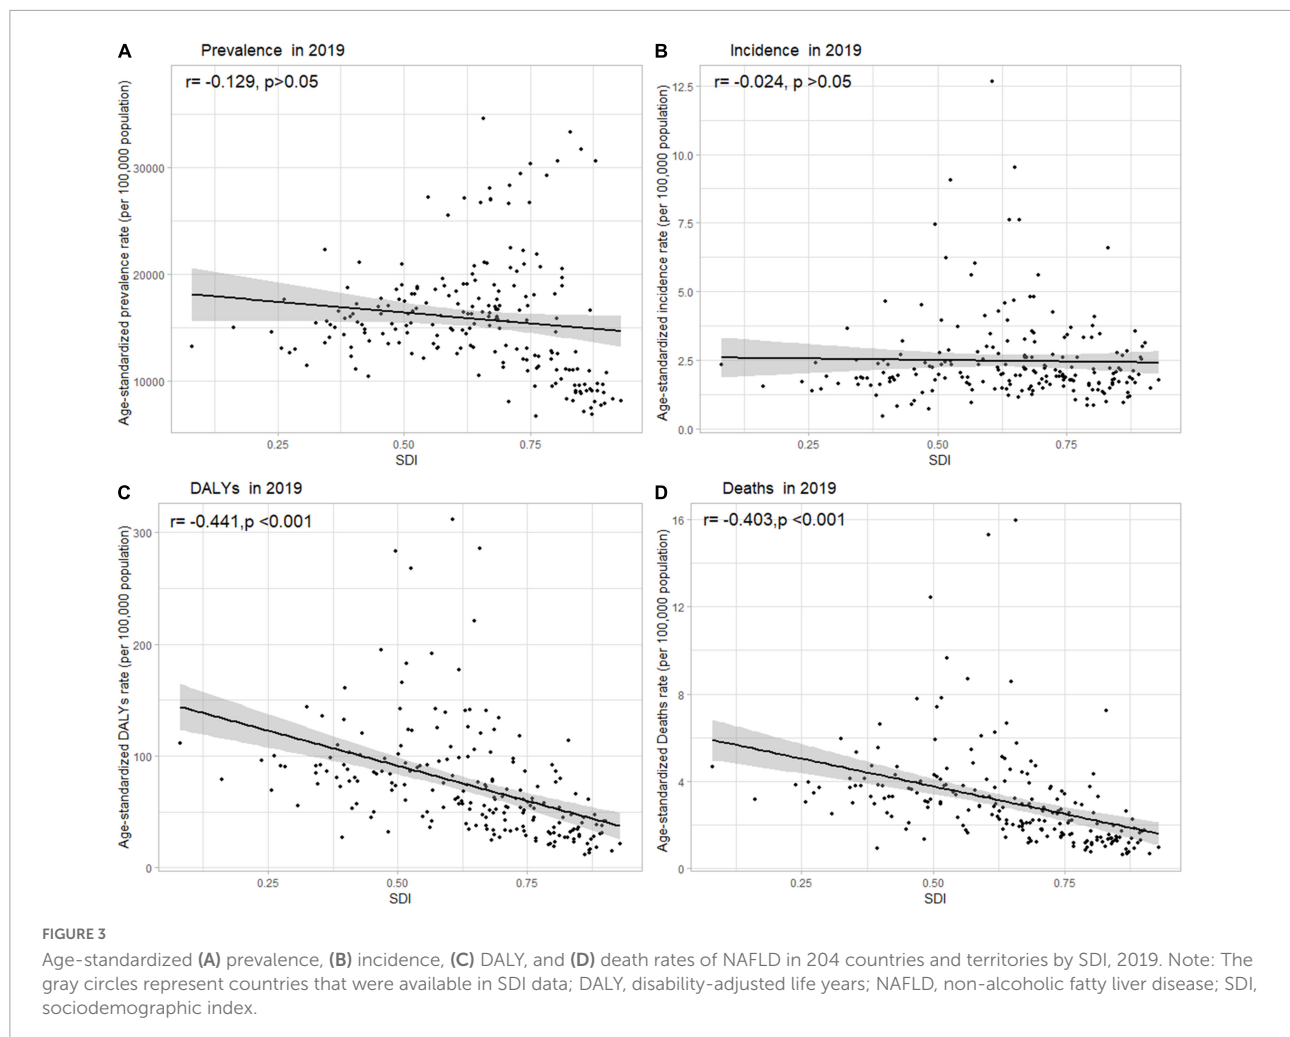 A
Prevalence in 2019
r= -0.129, p>0.05
Age-standardized prevalence rate (per 100,000 population)
30000
20000
10000
0.25 0.50 0.75
SDI
B
Incidence in 2019
r= -0.024, p >0.05
Age-standardized incidence rate (per 100,000 population)
12.5
10.0
7.5
5.0
2.5
0.0
0.25 0.50 0.75
SDI
C
DALYs in 2019
r= -0.441,p <0.001
Age-standardized DALYs rate (per 100,000 population)
300
200
100
0
0.25 0.50 0.75
SDI
D
Deaths in 2019
r= -0.403,p <0.001
Age-standardized Deaths rate (per 100,000 population)
16
12
8
4
0
0.25 0.50 0.75
SDI
FIGURE 3
Age-standardized (A) prevalence, (B) incidence, (C) DALY, and (D) death rates of NAFLD in 204 countries and territories by SDI, 2019. Note: The
gray circles represent countries that were available in SDI data; DALY, disability-adjusted life years; NAFLD, non-alcoholic fatty liver disease; SDI,
sociodemographic index.